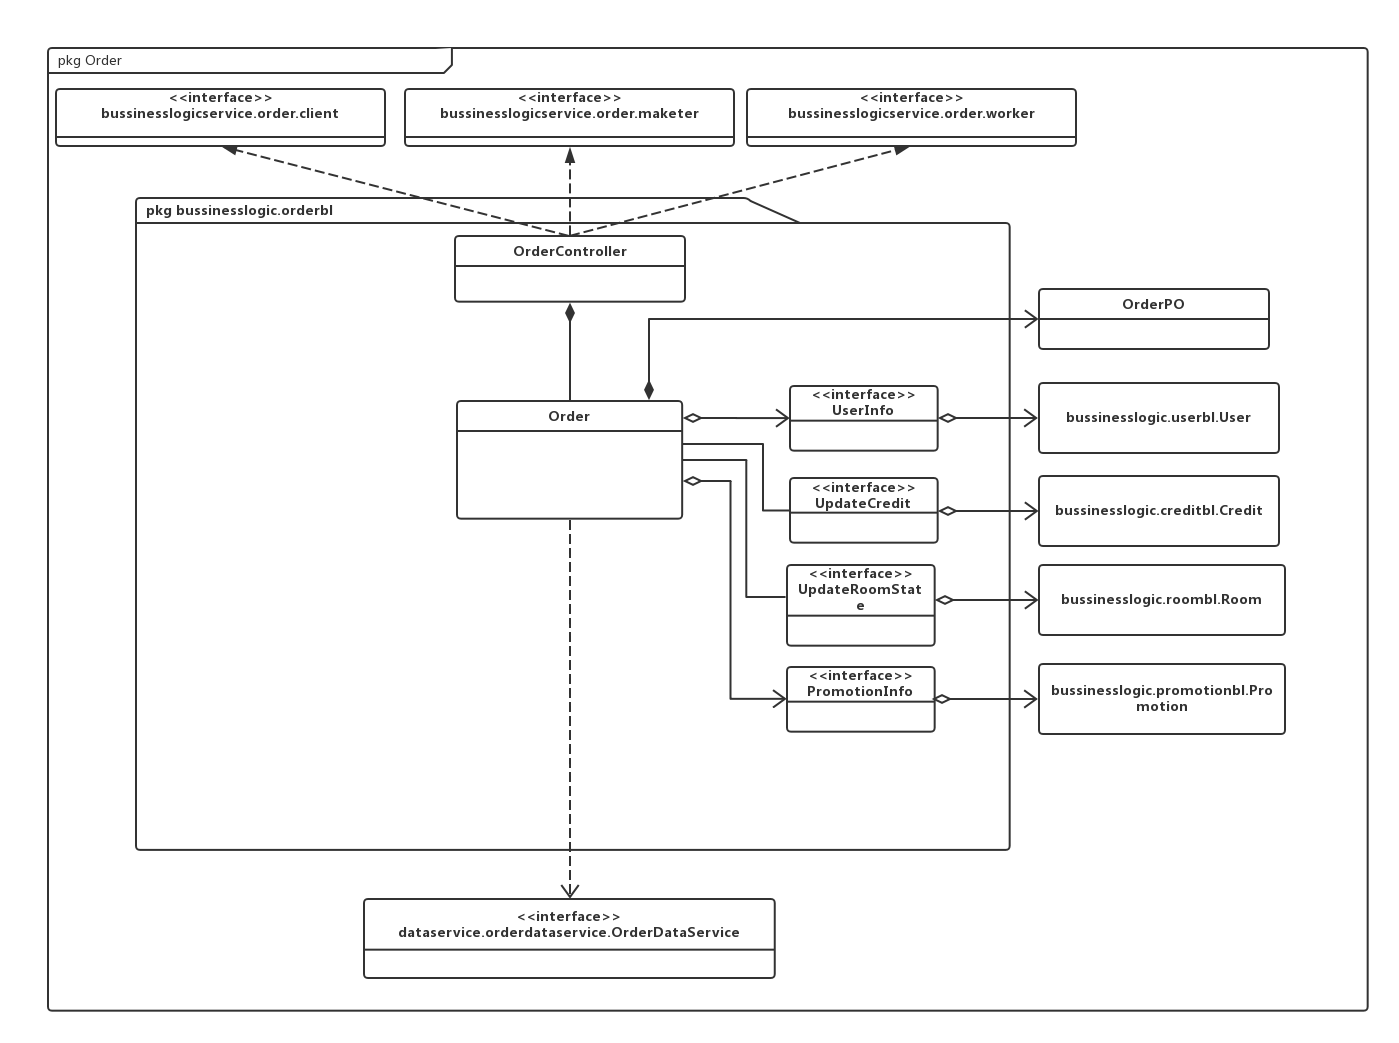 pkg Order
<<interface>>
bussinesslogicservice.order.client
<<interface>>
bussinesslogicservice.order.maketer
<<interface>>
bussinesslogicservice.order.worker
pkg bussinesslogic.orderbl
OrderController
OrderPO
Order
<<interface>>
UserInfo
bussinesslogic.userbl.User
<<interface>>
UpdateCredit
bussinesslogic.creditbl.Credit
<<interface>>
UpdateRoomStat
e
bussinesslogic.roombl.Room
<<interface>>
PromotionInfo
bussinesslogic.promotionbl.Pro
motion
<<interface>>
dataservice.orderdataservice.OrderDataService